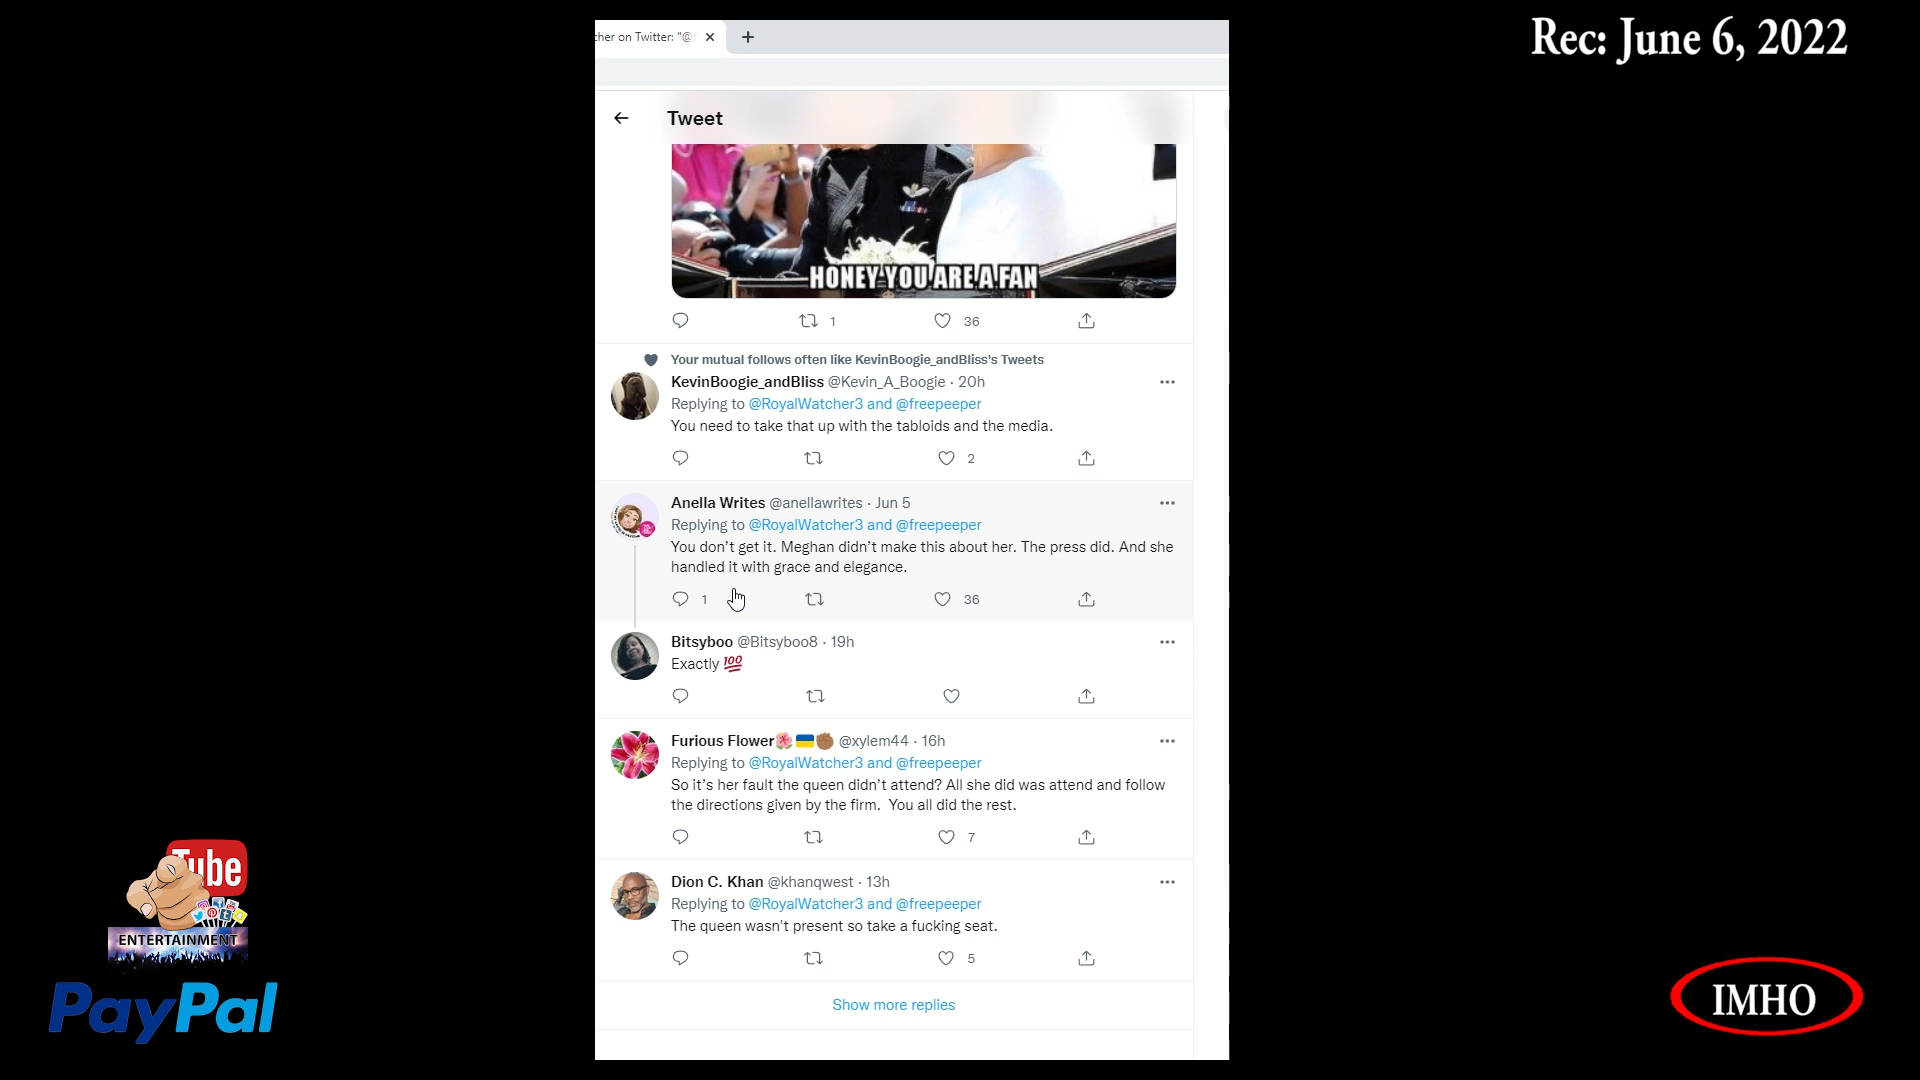 Rec: June 6, 2022
cher on Twitter: "@
Tweet
HONEY YOU ARE A FAN
1 36
Your mutual follows often like KevinBoogie_andBliss's Tweets
KevinBoogie_andBliss @Kevin_A_Boogie · 20h
Replying to @RoyalWatcher3 and @freepeeper
You need to take that up with the tabloids and the media.
2
Anella Writes @anellawrites · Jun 5
Replying to @RoyalWatcher3 and @freepeeper
You don’t get it. Meghan didn’t make this about her. The press did. And she
handled it with grace and elegance.
1 36
Bitsyboo @Bitsyboo8 · 19h
Exactly 💯
Furious Flower🌺🇺🇦✊🏾 @xylem44 · 16h
Replying to @RoyalWatcher3 and @freepeeper
So it’s her fault the queen didn’t attend? All she did was attend and follow
the directions given by the firm.  You all did the rest.
7
Dion C. Khan @khanqwest · 13h
Replying to @RoyalWatcher3 and @freepeeper
The queen wasn't present so take a fucking seat.
5
Show more replies
Tube
ENTERTAINMENT
PayPal
IMHO